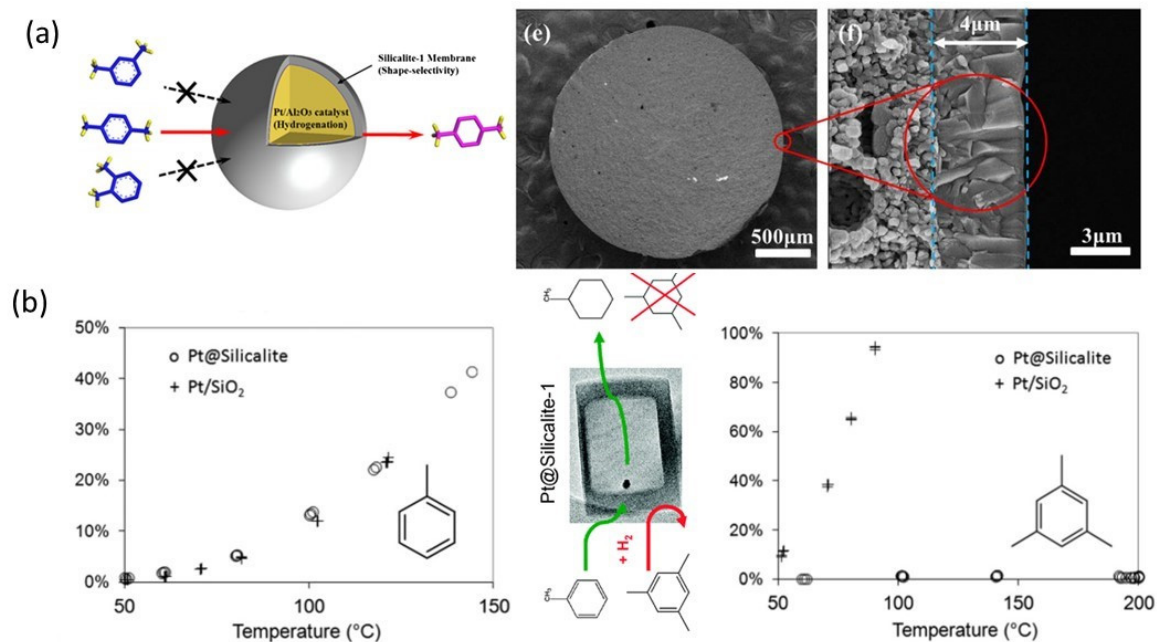 (a)
Silicalite-1 Membrane
(Shape-selectivity)
Pt/Al₂O₃ catalyst
(Hydrogenation)
(e)
500μm
(f)
4μm
3μm
(b)
50%
40%
30%
20%
10%
0%
50
100
150
Temperature (°C)
○ Pt@Silicalite
+ Pt/SiO₂
CH₃
Pt@Silicalite-1
+ H₂
CH₃
100%
80%
60%
40%
20%
0%
50
100
150
200
Temperature (°C)
○ Pt@Silicalite
+ Pt/SiO₂